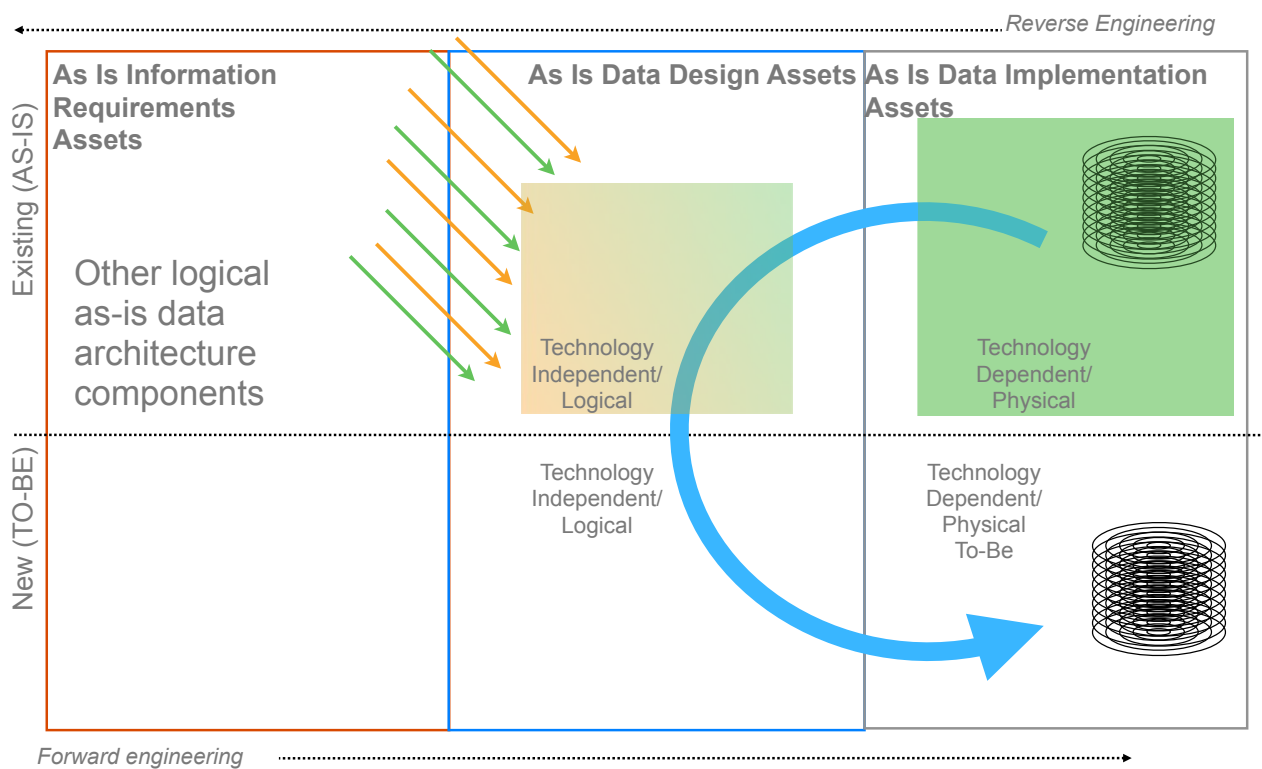 Reverse Engineering
As Is Information
Requirements
Assets
As Is Data Design Assets
As Is Data Implementation
Assets
Existing (AS-IS)
Other logical
as-is data
architecture
components
Technology
Independent/
Logical
Technology
Dependent/
Physical
New (TO-BE)
Technology
Independent/
Logical
Technology
Dependent/
Physical
To-Be
Forward engineering